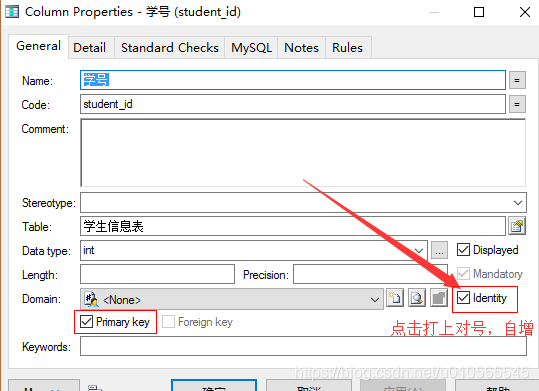 Column Properties - 学号 (student_id)
General Detail Standard Checks MySQL Notes Rules
Name: 学号 =
Code: student_id =
Comment:
Stereotype:
Table: 学生信息表
Data type: int ... Displayed
Length: Precision: Mandatory
Domain: <None> Identity
Primary key Foreign key
点击打上对号，自增
Keywords:
确定 取消 应用(A) 帮助
https://blog.csdn.net/u010565545